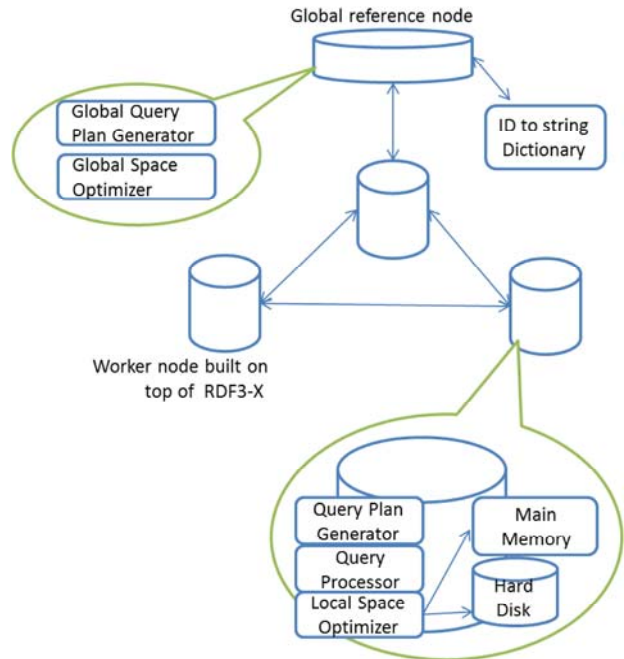 Global reference node
Global Query
Plan Generator
Global Space
Optimizer
ID to string
Dictionary
Worker node built on
top of RDF3-X
Query Plan
Generator
Query
Processor
Local Space
Optimizer
Main
Memory
Hard
Disk